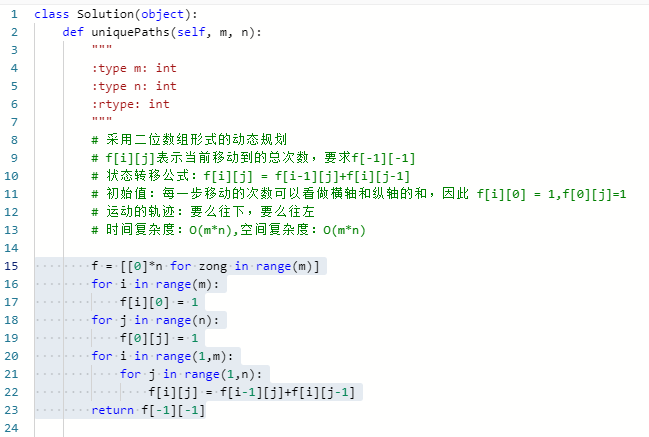 1 class Solution(object):
2 def uniquePaths(self, m, n):
3 """
4 :type m: int
5 :type n: int
6 :rtype: int
7 """
8 # 采用二位数组形式的动态规划
9 # f[i][j]表示当前移动到的总次数，要求f[-1][-1]
10 # 状态转移公式：f[i][j] = f[i-1][j]+f[i][j-1]
11 # 初始值：每一步移动的次数可以看做横轴和纵轴的和，因此 f[i][0] = 1,f[0][j]=1
12 # 运动的轨迹：要么往下，要么往左
13 # 时间复杂度：O(m*n),空间复杂度：O(m*n)
14
15 f = [[0]*n for zong in range(m)]
16 for i in range(m):
17 f[i][0] = 1
18 for j in range(n):
19 f[0][j] = 1
20 for i in range(1,m):
21 for j in range(1,n):
22 f[i][j] = f[i-1][j]+f[i][j-1]
23 return f[-1][-1]
24